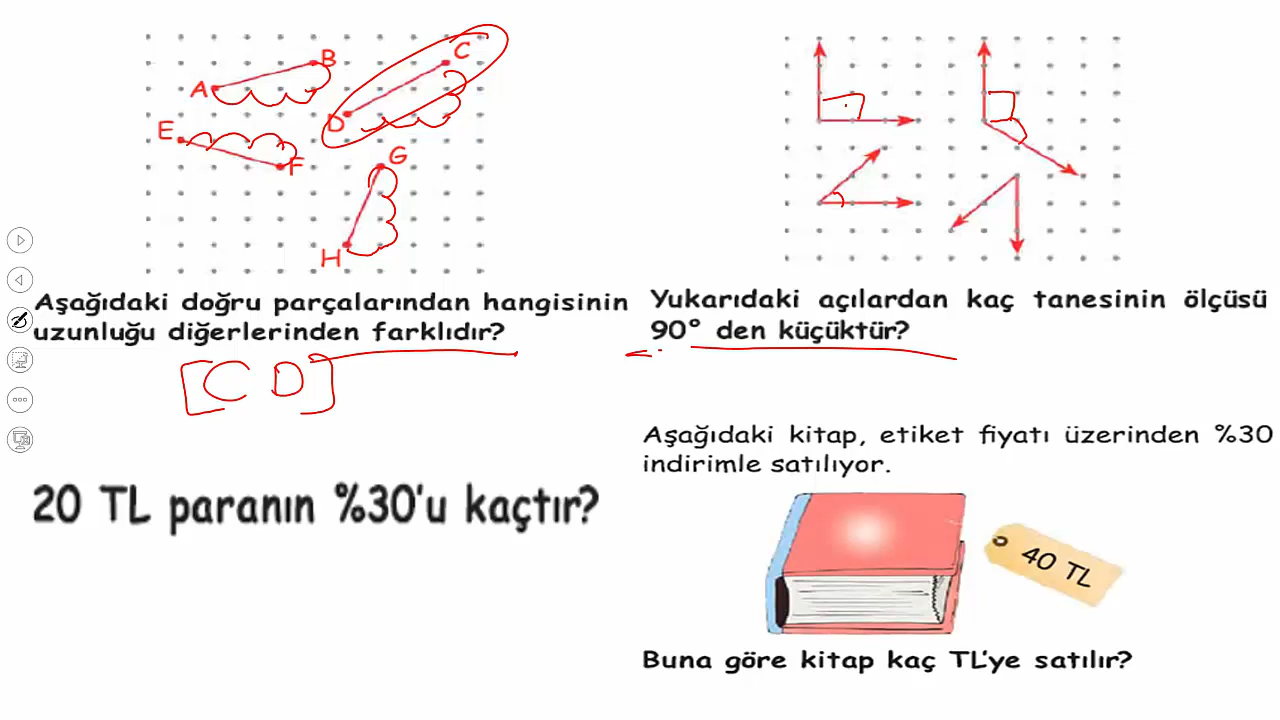 B
C
A
D
E
F
G
H
Aşağıdaki doğru parçalarından hangisinin
uzunluğu diğerlerinden farklıdır?
[CD]
Yukarıdaki açılardan kaç tanesinin ölçüsü
90° den küçüktür?
20 TL paranın %30'u kaçtır?
Aşağıdaki kitap, etiket fiyatı üzerinden %30
indirimle satılıyor.
40 TL
Buna göre kitap kaç TL'ye satılır?